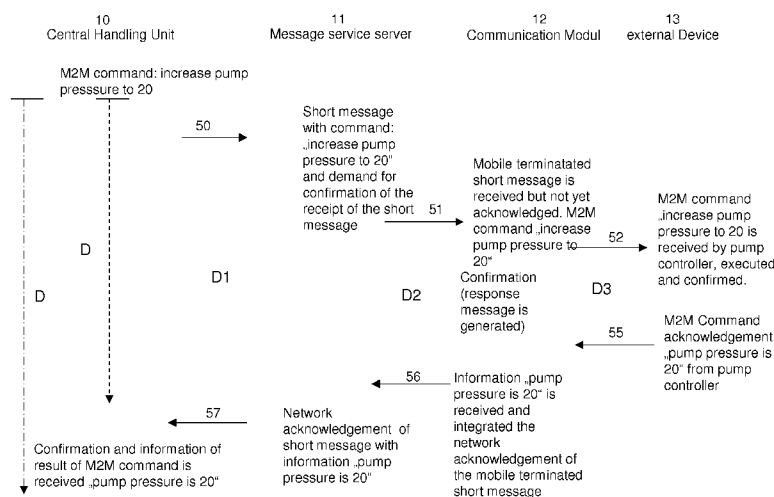 10
Central Handling Unit
11
Message service server
12
Communication Modul
13
external Device
M2M command: increase pump
presssure to 20
50
Short message
with command:
„increase pump
pressure to 20“
and demand for
confirmation of the
receipt of the short
message
51
Mobile terminatated
short message is
received but not yet
acknowledged. M2M
command „increase
pump pressure to
20“
52
M2M command
„increase pump
pressure to 20 is
received by pump
controller, executed
and confirmed.
D
D
D1
D2
Confirmation
(response
message is
generated)
D3
55
M2M Command
acknowledgement
„pump pressure is
20“ from pump
controller
56
Information „pump
pressure is 20“ is
received and
integrated the
network
acknowledgement of
the mobile terminated
short message
57
Network
acknowledgement of
short message with
information „pump
pressure is 20“
Confirmation and information of
result of M2M command is
received „pump pressure is 20“